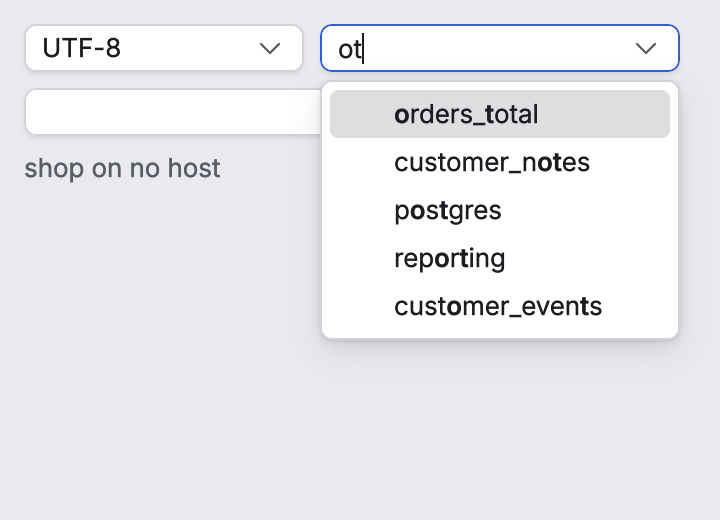 UTF-8
ot
orders_total
customer_notes
postgres
reporting
customer_events
shop on no host